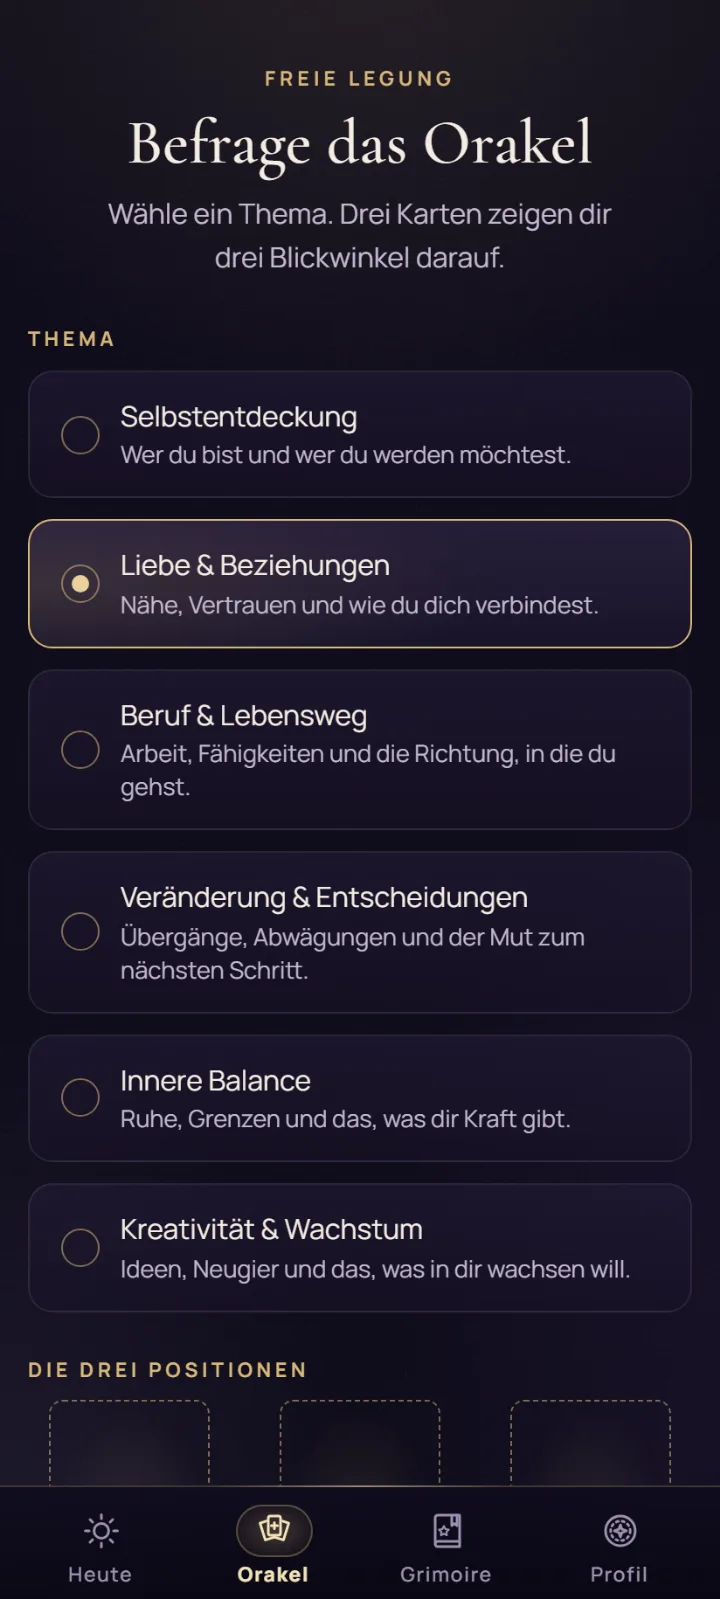 FREIE LEGUNG
Befrage das Orakel
Wähle ein Thema. Drei Karten zeigen dir
drei Blickwinkel darauf.
THEMA
Selbstentdeckung
Wer du bist und wer du werden möchtest.
Liebe & Beziehungen
Nähe, Vertrauen und wie du dich verbindest.
Beruf & Lebensweg
Arbeit, Fähigkeiten und die Richtung, in die du
gehst.
Veränderung & Entscheidungen
Übergänge, Abwägungen und der Mut zum
nächsten Schritt.
Innere Balance
Ruhe, Grenzen und das, was dir Kraft gibt.
Kreativität & Wachstum
Ideen, Neugier und das, was in dir wachsen will.
DIE DREI POSITIONEN
Heute
Orakel
Grimoire
Profil